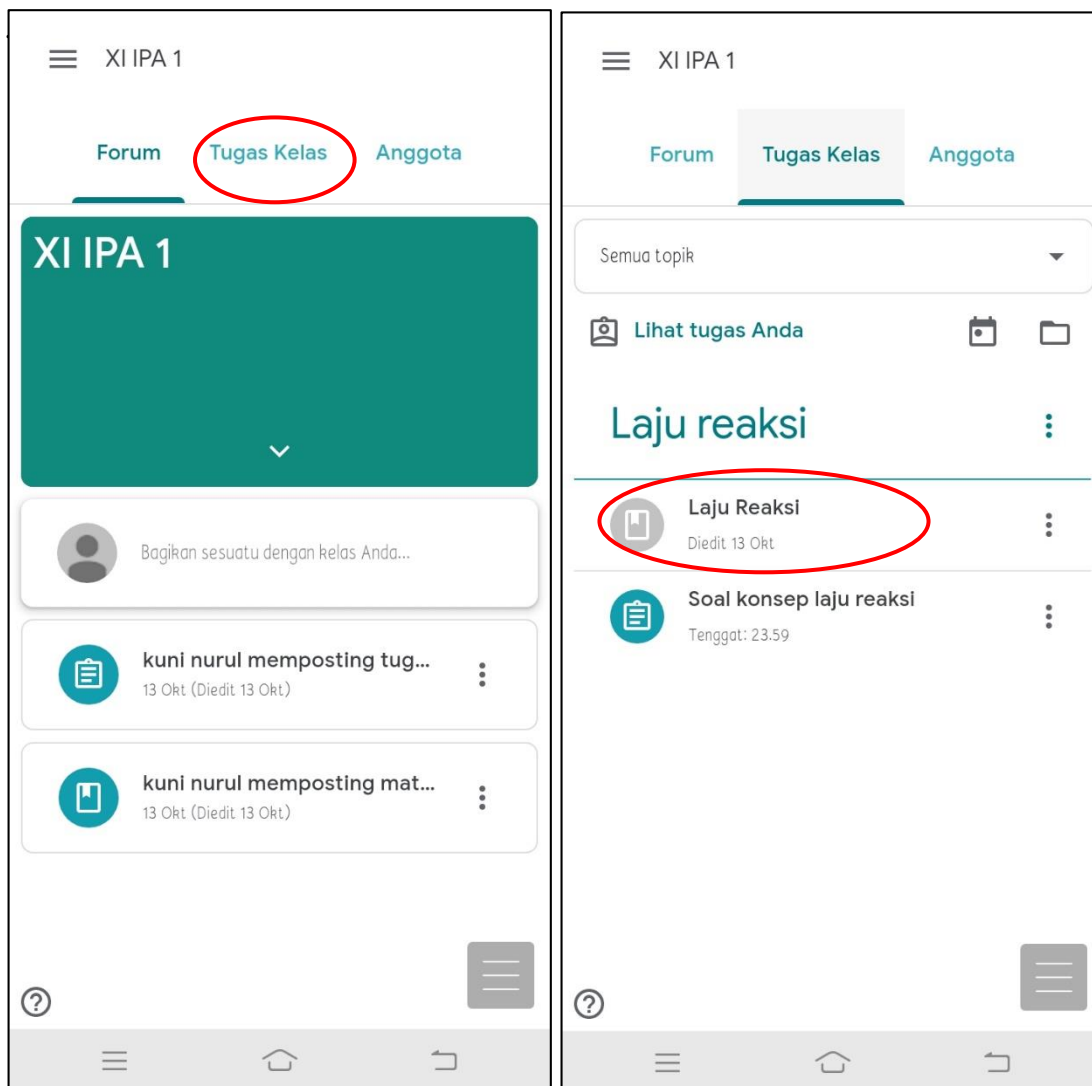 XI IPA 1
Forum Tugas Kelas Anggota
XI IPA 1
Bagikan sesuatu dengan kelas Anda...
kuni nurul memposting tug...
13 Okt (Diedit 13 Okt)
kuni nurul memposting mat...
13 Okt (Diedit 13 Okt)
XI IPA 1
Forum Tugas Kelas Anggota
Semua topik
Lihat tugas Anda
Laju reaksi
Laju Reaksi
Diedit 13 Okt
Soal konsep laju reaksi
Tenggat: 23.59